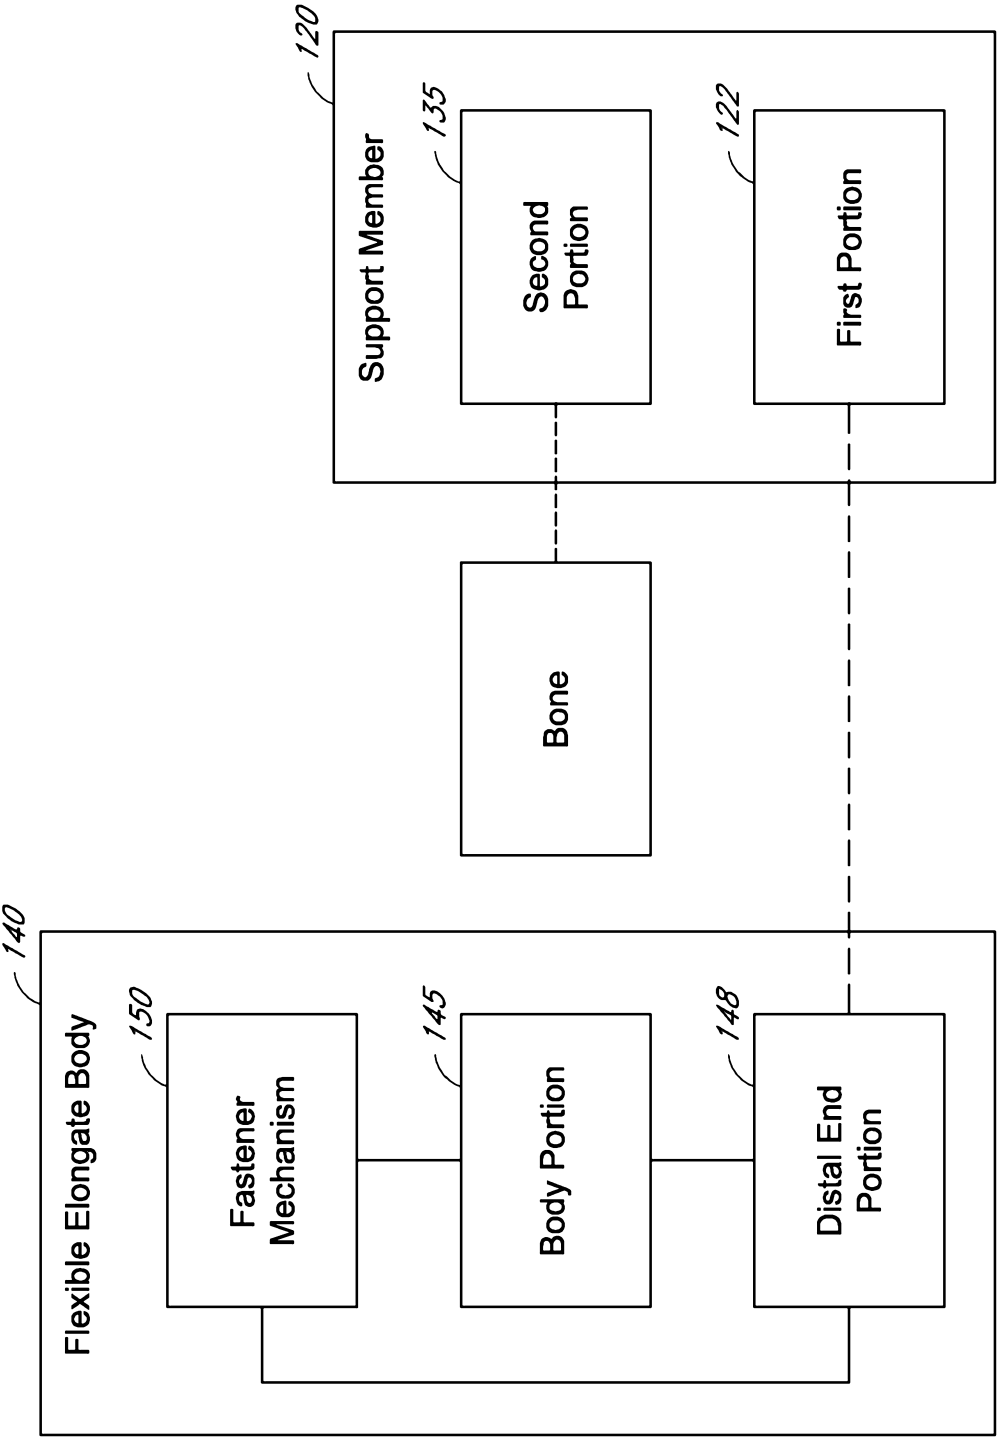 140
Flexible Elongate Body
150
Fastener
Mechanism
145
Body Portion
148
Distal End
Portion
Bone
120
Support Member
135
Second
Portion
122
First Portion